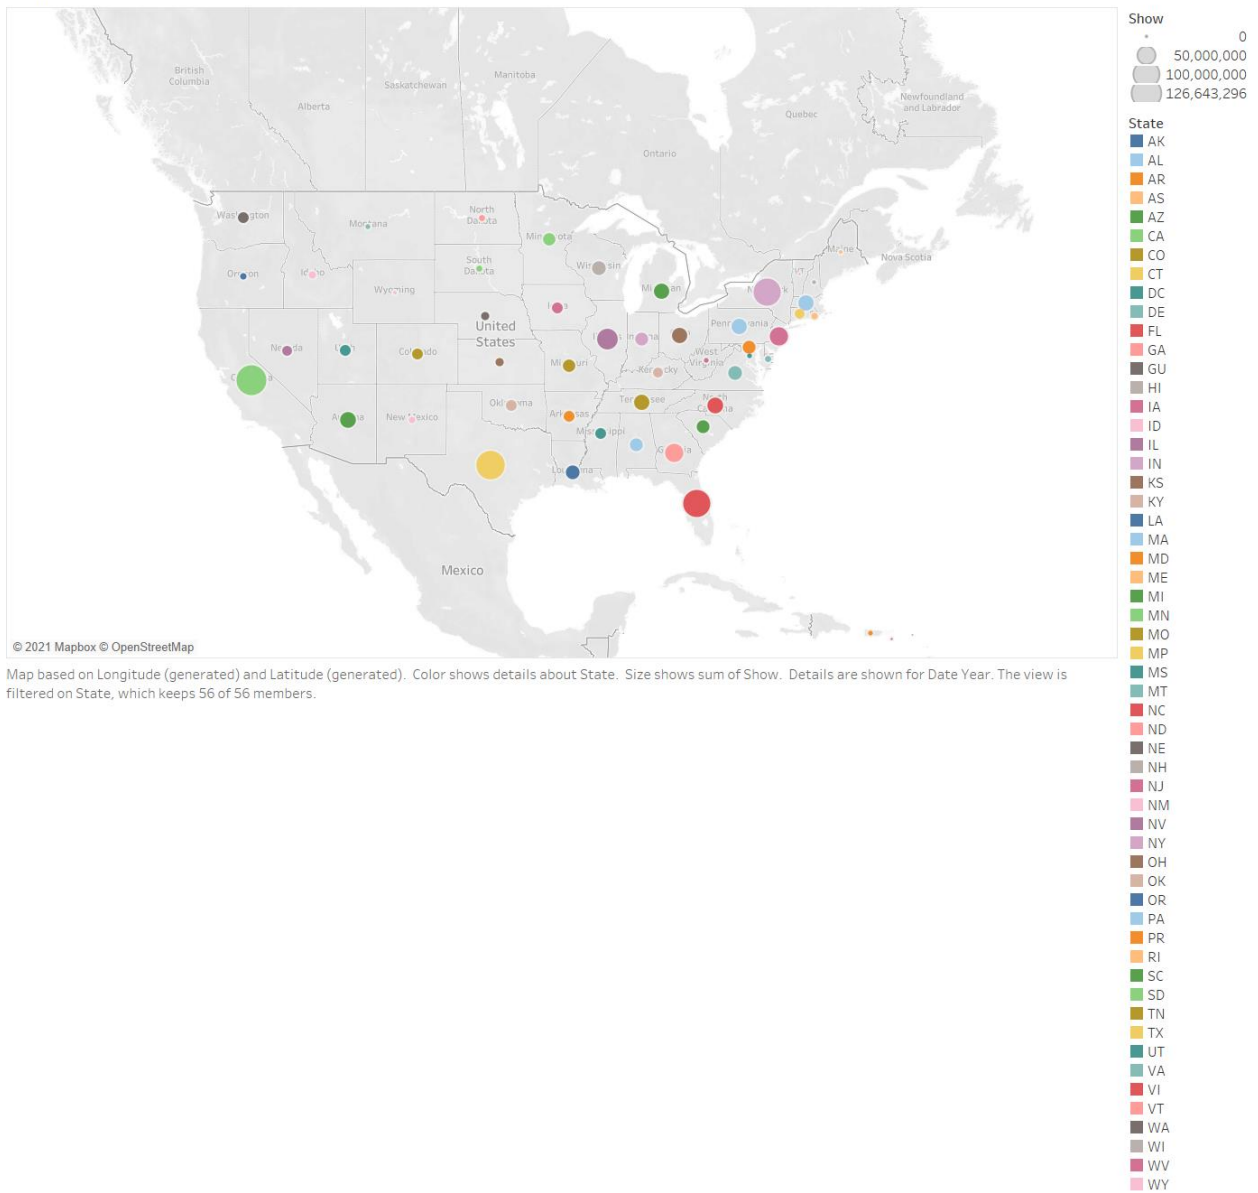 Show
0
50,000,000
100,000,000
126,643,296
State
AK
AL
AR
AS
AZ
CA
CO
CT
DC
DE
FL
GA
GU
HI
IA
ID
IL
IN
KS
KY
LA
MA
MD
ME
MI
MN
MO
MP
MS
MT
NC
ND
NE
NH
NJ
NM
NV
NY
OH
OK
OR
PA
PR
RI
SC
SD
TN
TX
UT
VA
VI
VT
WA
WI
WV
WY
British
Columbia
Alberta
Saskatchewan
Manitoba
Ontario
Quebec
Newfoundland
and Labrador
Nova Scotia
Maine
North
Dakota
South
Dakota
Wyoming
United
States
West
Virginia
Kentucky
New Mexico
Mexico
© 2021 Mapbox © OpenStreetMap
Map based on Longitude (generated) and Latitude (generated). Color shows details about State. Size shows sum of Show. Details are shown for Date Year. The view is
filtered on State, which keeps 56 of 56 members.